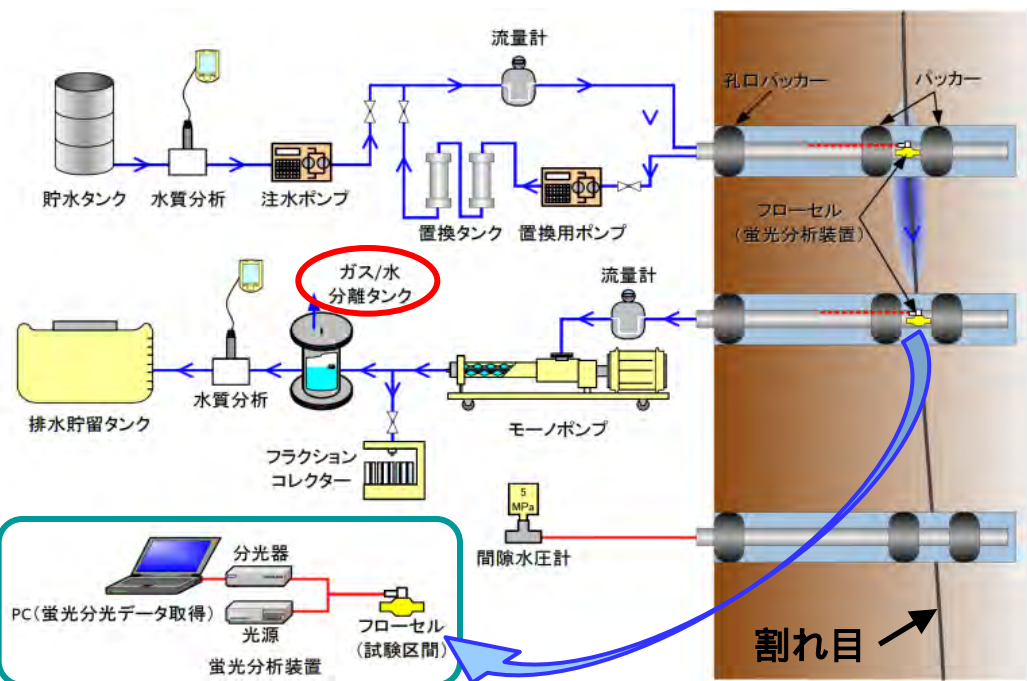 流量計
孔口パッカー
パッカー
貯水タンク
水質分析
注水ポンプ
置換タンク
置換用ポンプ
フローセル
(蛍光分析装置)
ガス/水
分離タンク
流量計
排水貯留タンク
水質分析
モーノポンプ
フラクション
コレクター
5
MPa
間隙水圧計
分光器
PC(蛍光分光データ取得)
光源
フローセル
(試験区間)
蛍光分析装置
割れ目